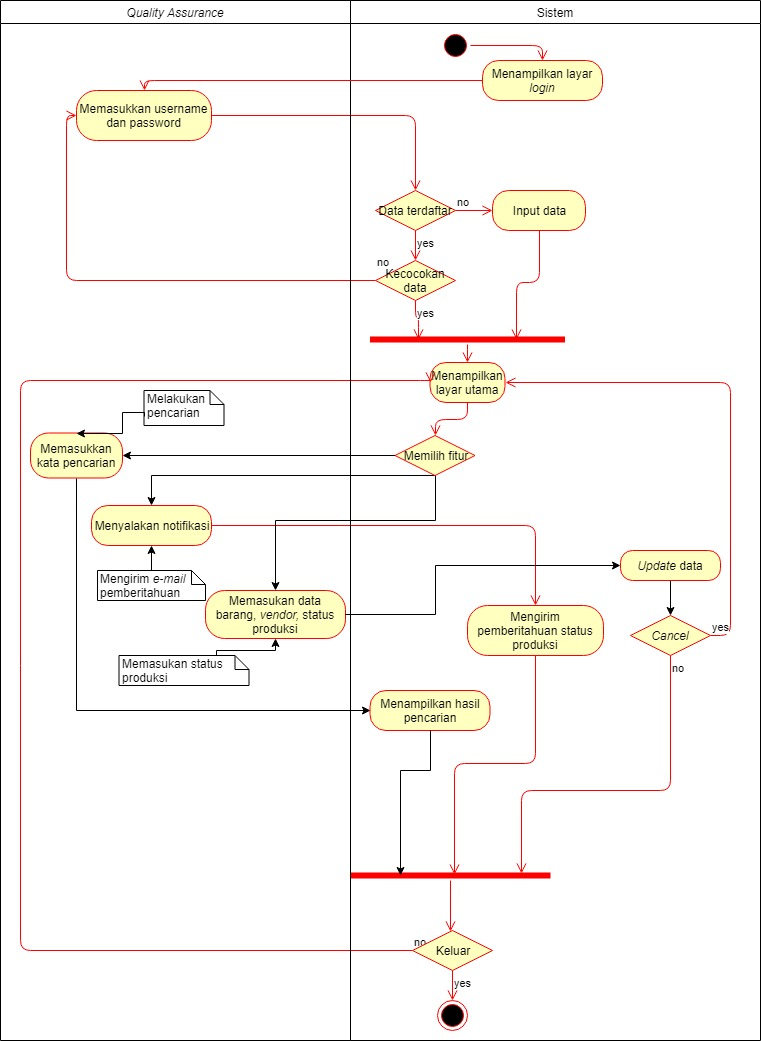 Quality Assurance
Sistem
Menampilkan layar
login
Memasukkan username
dan password
Data terdaftar
no
Input data
yes
no
Kecocokan
data
yes
Menampilkan
layar utama
Melakukan
pencarian
Memasukkan
kata pencarian
Memilih fitur
Menyalakan notifikasi
Mengirim e-mail
pemberitahuan
Update data
Memasukan data
barang, vendor, status
produksi
Mengirim
pemberitahuan status
produksi
Cancel
yes
no
Memasukan status
produksi
Menampilkan hasil
pencarian
no
Keluar
yes